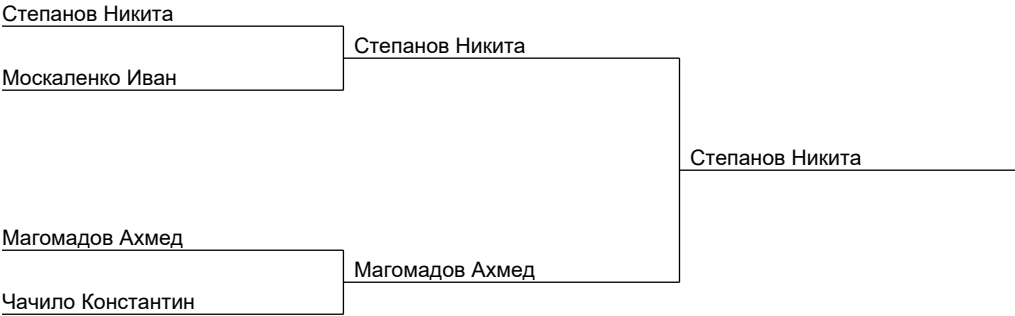 Степанов Никита
Степанов Никита
Москаленко Иван
Степанов Никита
Магомадов Ахмед
Магомадов Ахмед
Чачило Константин